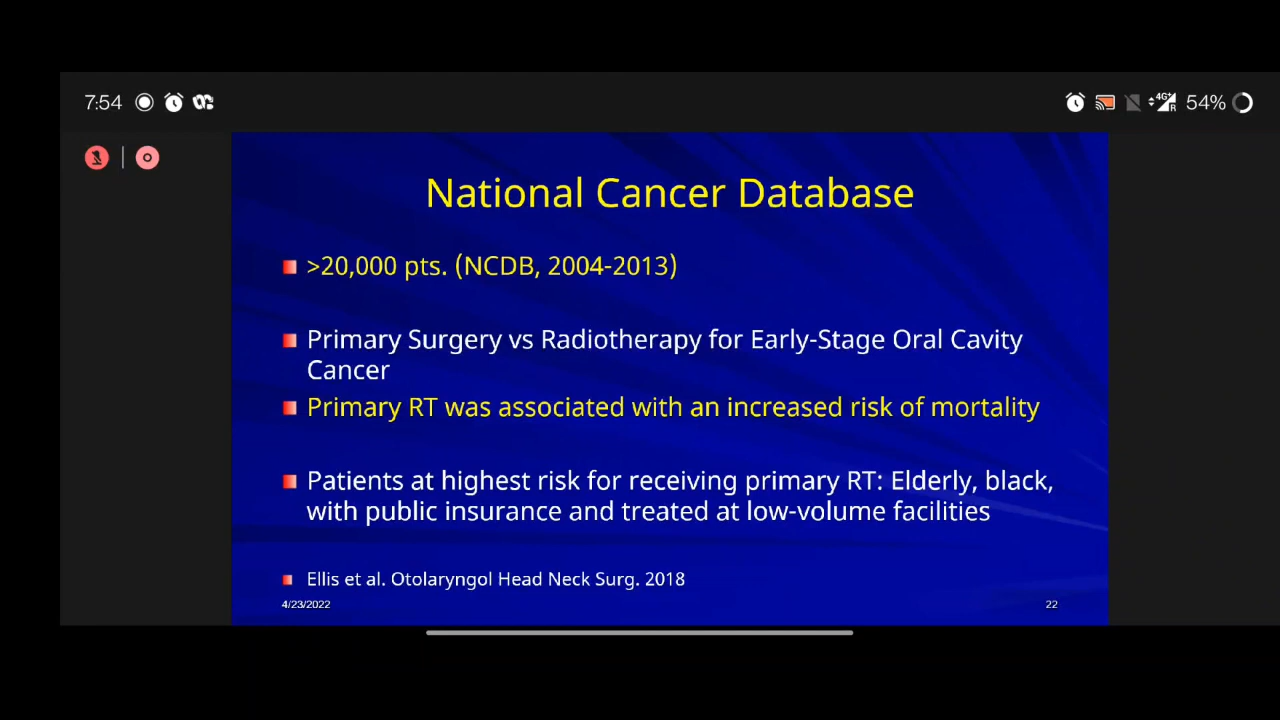 7:54
4G+
R
54%
National Cancer Database
>20,000 pts. (NCDB, 2004-2013)
Primary Surgery vs Radiotherapy for Early-Stage Oral Cavity
Cancer
Primary RT was associated with an increased risk of mortality
Patients at highest risk for receiving primary RT: Elderly, black,
with public insurance and treated at low-volume facilities
Ellis et al. Otolaryngol Head Neck Surg. 2018
4/23/2022
22